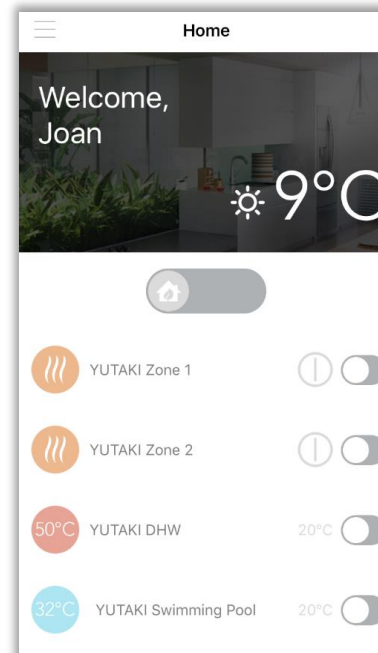 Home
Welcome,
Joan
9°C
YUTAKI Zone 1
YUTAKI Zone 2
50°C YUTAKI DHW 20°C
32°C YUTAKI Swimming Pool 20°C